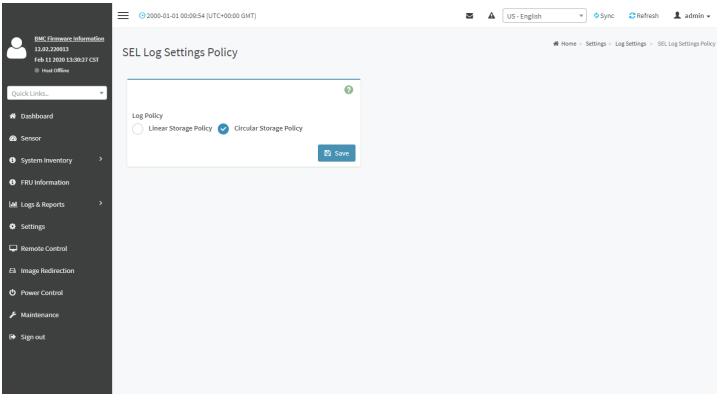 BMC Firmware Information
12.02.220013
Feb 11 2020 13:30:27 CST
Host Offline
Quick Links...
Dashboard
Sensor
System Inventory
FRU Information
Logs & Reports
Settings
Remote Control
Image Redirection
Power Control
Maintenance
Sign out
2000-01-01 00:09:54 (UTC+00:00 GMT)
US - English
Sync
Refresh
admin
SEL Log Settings Policy
Home > Settings > Log Settings > SEL Log Settings Policy
Log Policy
Linear Storage Policy Circular Storage Policy
Save